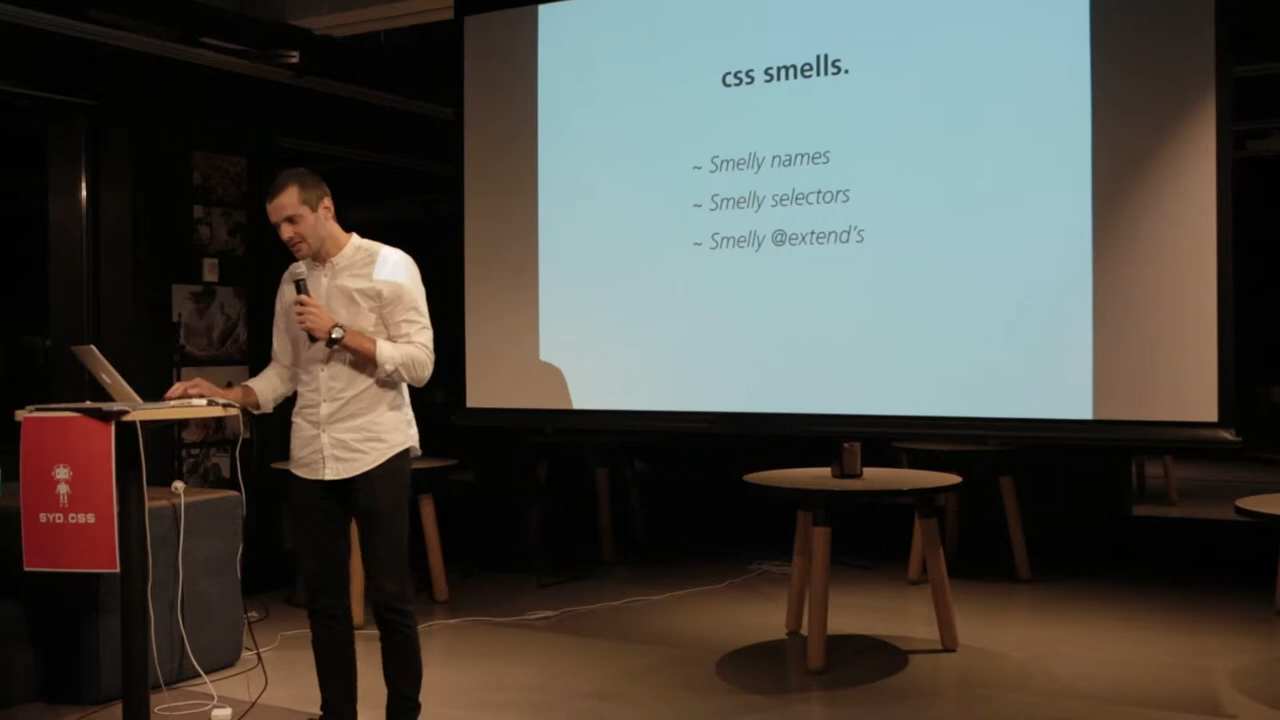 css smells.
~ Smelly names
~ Smelly selectors
~ Smelly @extend's
SYD.CSS